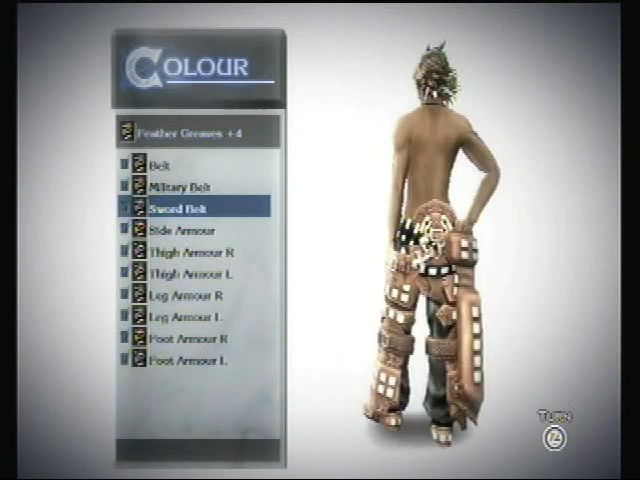 COLOUR
Feather Greaves +4
Belt
Military Belt
Sword Belt
Side Armour
Thigh Armour R
Thigh Armour L
Leg Armour R
Leg Armour L
Foot Armour R
Foot Armour L
TURN